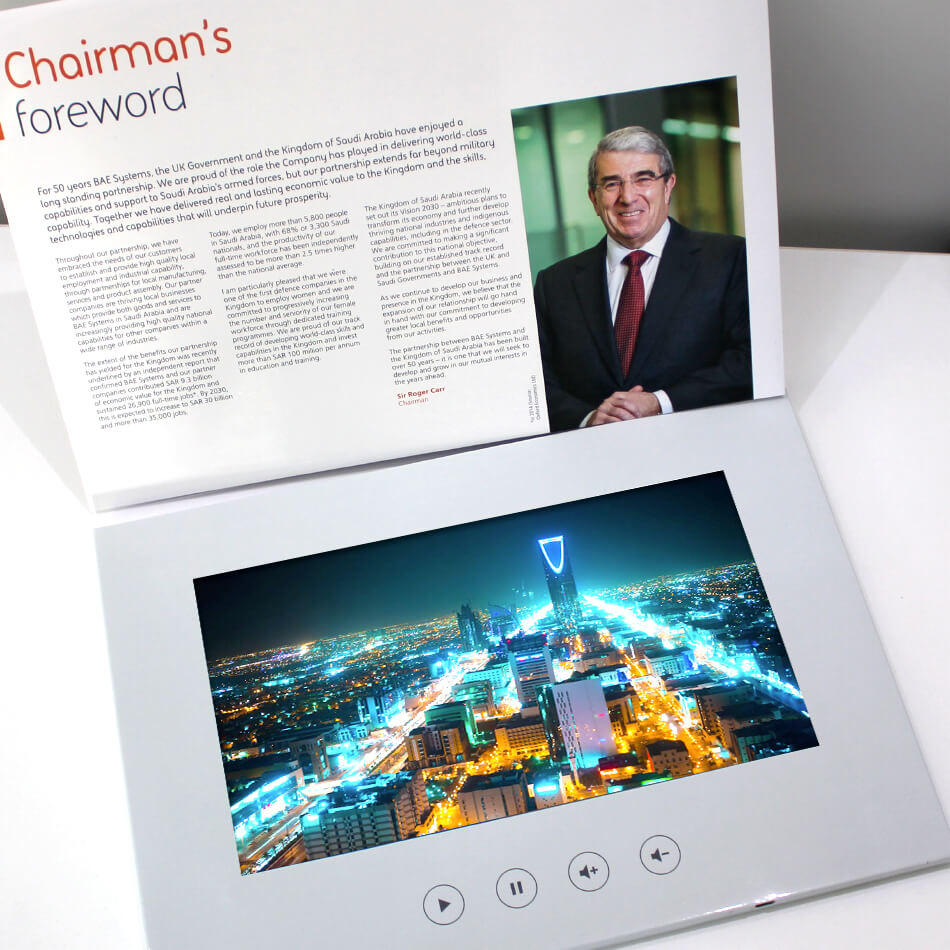 Chairman's
foreword
For 50 years BAE Systems, the UK Government and the Kingdom of Saudi Arabia have enjoyed a
long standing partnership. We are proud of the role the Company has played in delivering world-class
capabilities and support to Saudi Arabia's armed forces, but our partnership extends far beyond military
capability. Together we have delivered real and lasting economic value to the Kingdom and the skills,
technologies and capabilities that will underpin future prosperity.
Throughout our partnership, we have
embraced the needs of our customers
to establish and provide high quality local
employment and industrial capability,
through partnerships for local manufacturing,
services and product assembly. Our partner
companies are thriving local businesses
which provide both goods and services to
BAE Systems in Saudi Arabia and are
increasingly providing high quality national
capabilities for other companies within a
wide range of industries.
The extent of the benefits our partnership
has yielded for the Kingdom was recently
underlined by an independent report that
confirmed BAE Systems and our partner
companies contributed SAR 9.3 billion
of economic value for the Kingdom and
sustained 26,900 full-time jobs*. By 2030,
this is expected to increase to SAR 30 billion
and more than 35,000 jobs.
Today, we employ more than 5,800 people
in Saudi Arabia, with 68% or 3,300 Saudi
nationals, and the productivity of our
full-time workforce has been independently
assessed to be more than 2.5 times higher
than the national average.
I am particularly pleased that we were
one of the first defence companies in the
Kingdom to employ women and we are
committed to progressively increasing
the number and seniority of our female
workforce through dedicated training
programmes. We are proud of our track
record of developing world-class skills and
capabilities in the Kingdom and invest
more than SAR 100 million per annum
in education and training.
The Kingdom of Saudi Arabia recently
set out its Vision 2030 – ambitious plans to
transform its economy and further develop
thriving national industries and indigenous
capabilities, including in the defence sector.
We are committed to making a significant
contribution to this national objective,
building on our established track record
and the partnership between the UK and
Saudi Governments and BAE Systems.
As we continue to develop our business and
presence in the Kingdom, we believe that the
expansion of our relationship will go hand
in hand with our commitment to developing
greater local benefits and opportunities
from our activities.
The partnership between BAE Systems and
the Kingdom of Saudi Arabia has been built
over 50 years – it is one that we will seek to
develop and grow in our mutual interests in
the years ahead.
Sir Roger Carr
Chairman
*In 2014 (Source:
Oxford Economics Ltd)